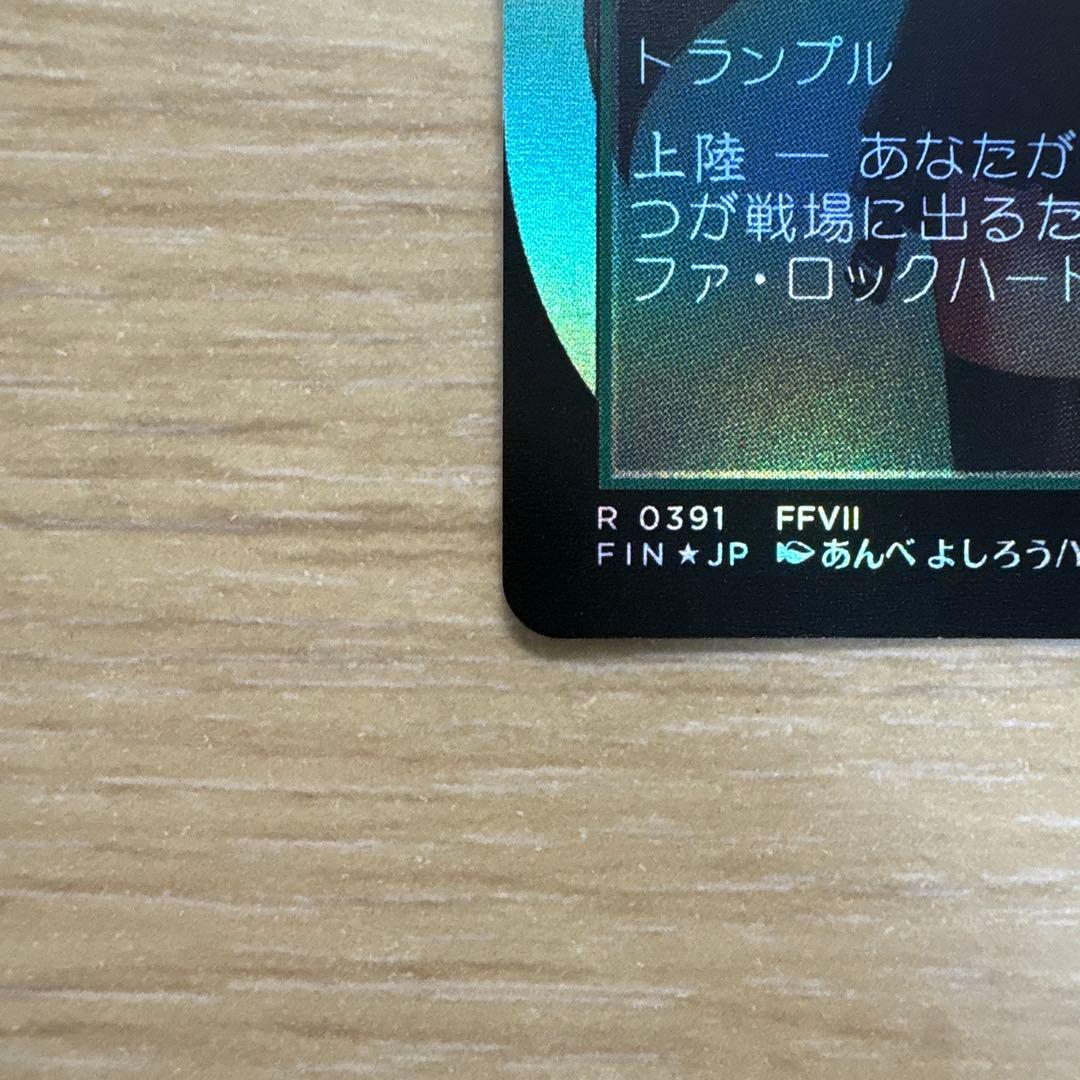 トランプル
上陸 ― あなたが
つが戦場に出るた
ファ・ロックハート
R 0391 FFVII
FIN★JP あんべ よしろう/Y